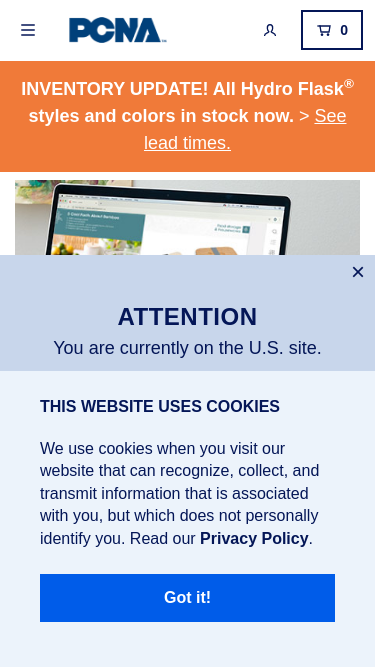 PCNA
0
INVENTORY UPDATE! All Hydro Flask®
styles and colors in stock now. > See
lead times.
ATTENTION
You are currently on the U.S. site.
THIS WEBSITE USES COOKIES
We use cookies when you visit our
website that can recognize, collect, and
transmit information that is associated
with you, but which does not personally
identify you. Read our Privacy Policy.
Got it!